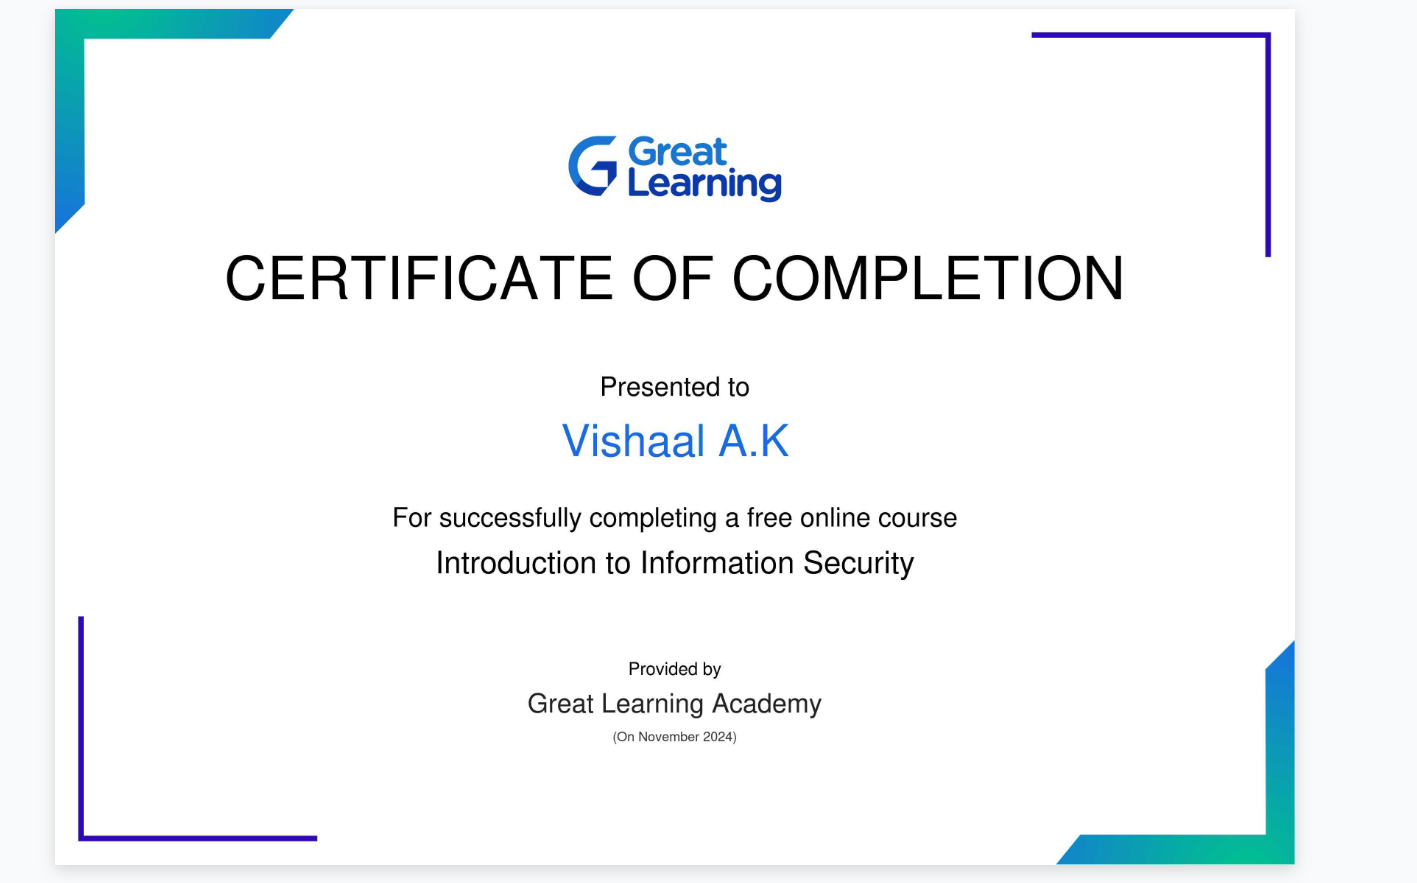 Great
Learning
CERTIFICATE OF COMPLETION
Presented to
Vishaal A.K
For successfully completing a free online course
Introduction to Information Security
Provided by
Great Learning Academy
(On November 2024)